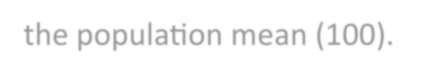 the population mean (100).